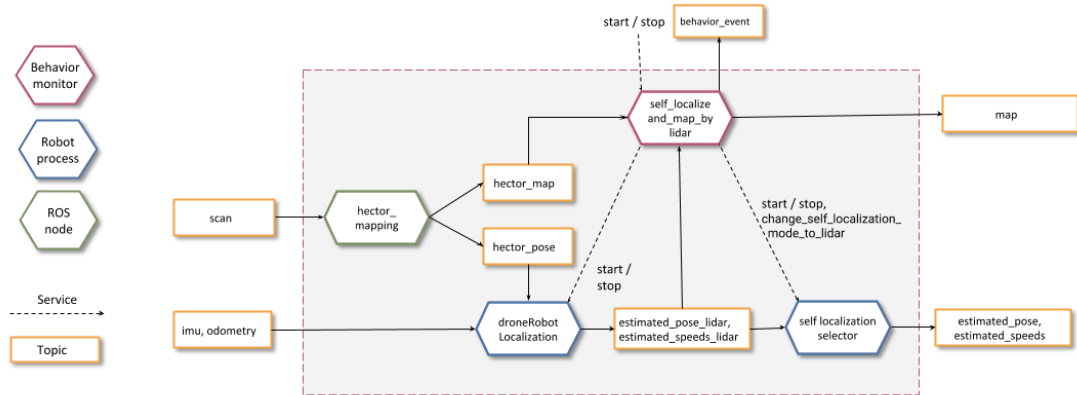 Behavior
monitor
Robot
process
ROS
node
Service
Topic
start / stop
behavior_event
self_localize
and_map_by
lidar
map
hector_map
scan
hector_
mapping
hector_pose
start / stop,
change_self_localization_
mode_to_lidar
start /
stop
imu, odometry
droneRobot
Localization
estimated_pose_lidar,
estimated_speeds_lidar
self localization
selector
estimated_pose,
estimated_speeds